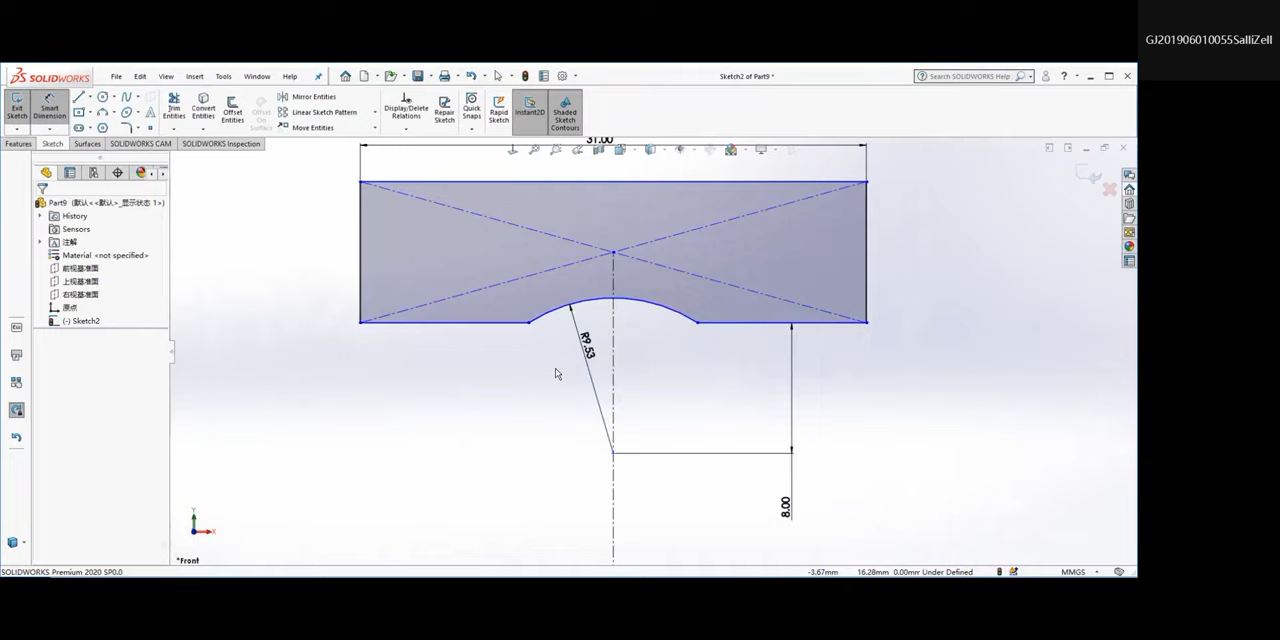 GJ201906010055SalliZell
SOLIDWORKS
File Edit View Insert Tools Window Help
Sketch2 of Part9 *
Search SOLIDWORKS Help
Exit Sketch
Smart Dimension
Trim Entities
Convert Entities
Offset Entities
Offset On Surface
Mirror Entities
Linear Sketch Pattern
Move Entities
Display/Delete Relations
Repair Sketch
Quick Snaps
Rapid Sketch
Instant2D
Shaded Sketch Contours
Features Sketch Surfaces SOLIDWORKS CAM SOLIDWORKS Inspection
31.00
Part9 (默认<<默认>_显示状态 1>)
History
Sensors
注解
Material <not specified>
前视基准面
上视基准面
右视基准面
原点
(-) Sketch2
R9.53
8.00
Y
X
*Front
SOLIDWORKS Premium 2020 SP0.0
-3.67mm 16.28mm 0.00mm Under Defined
MMGS